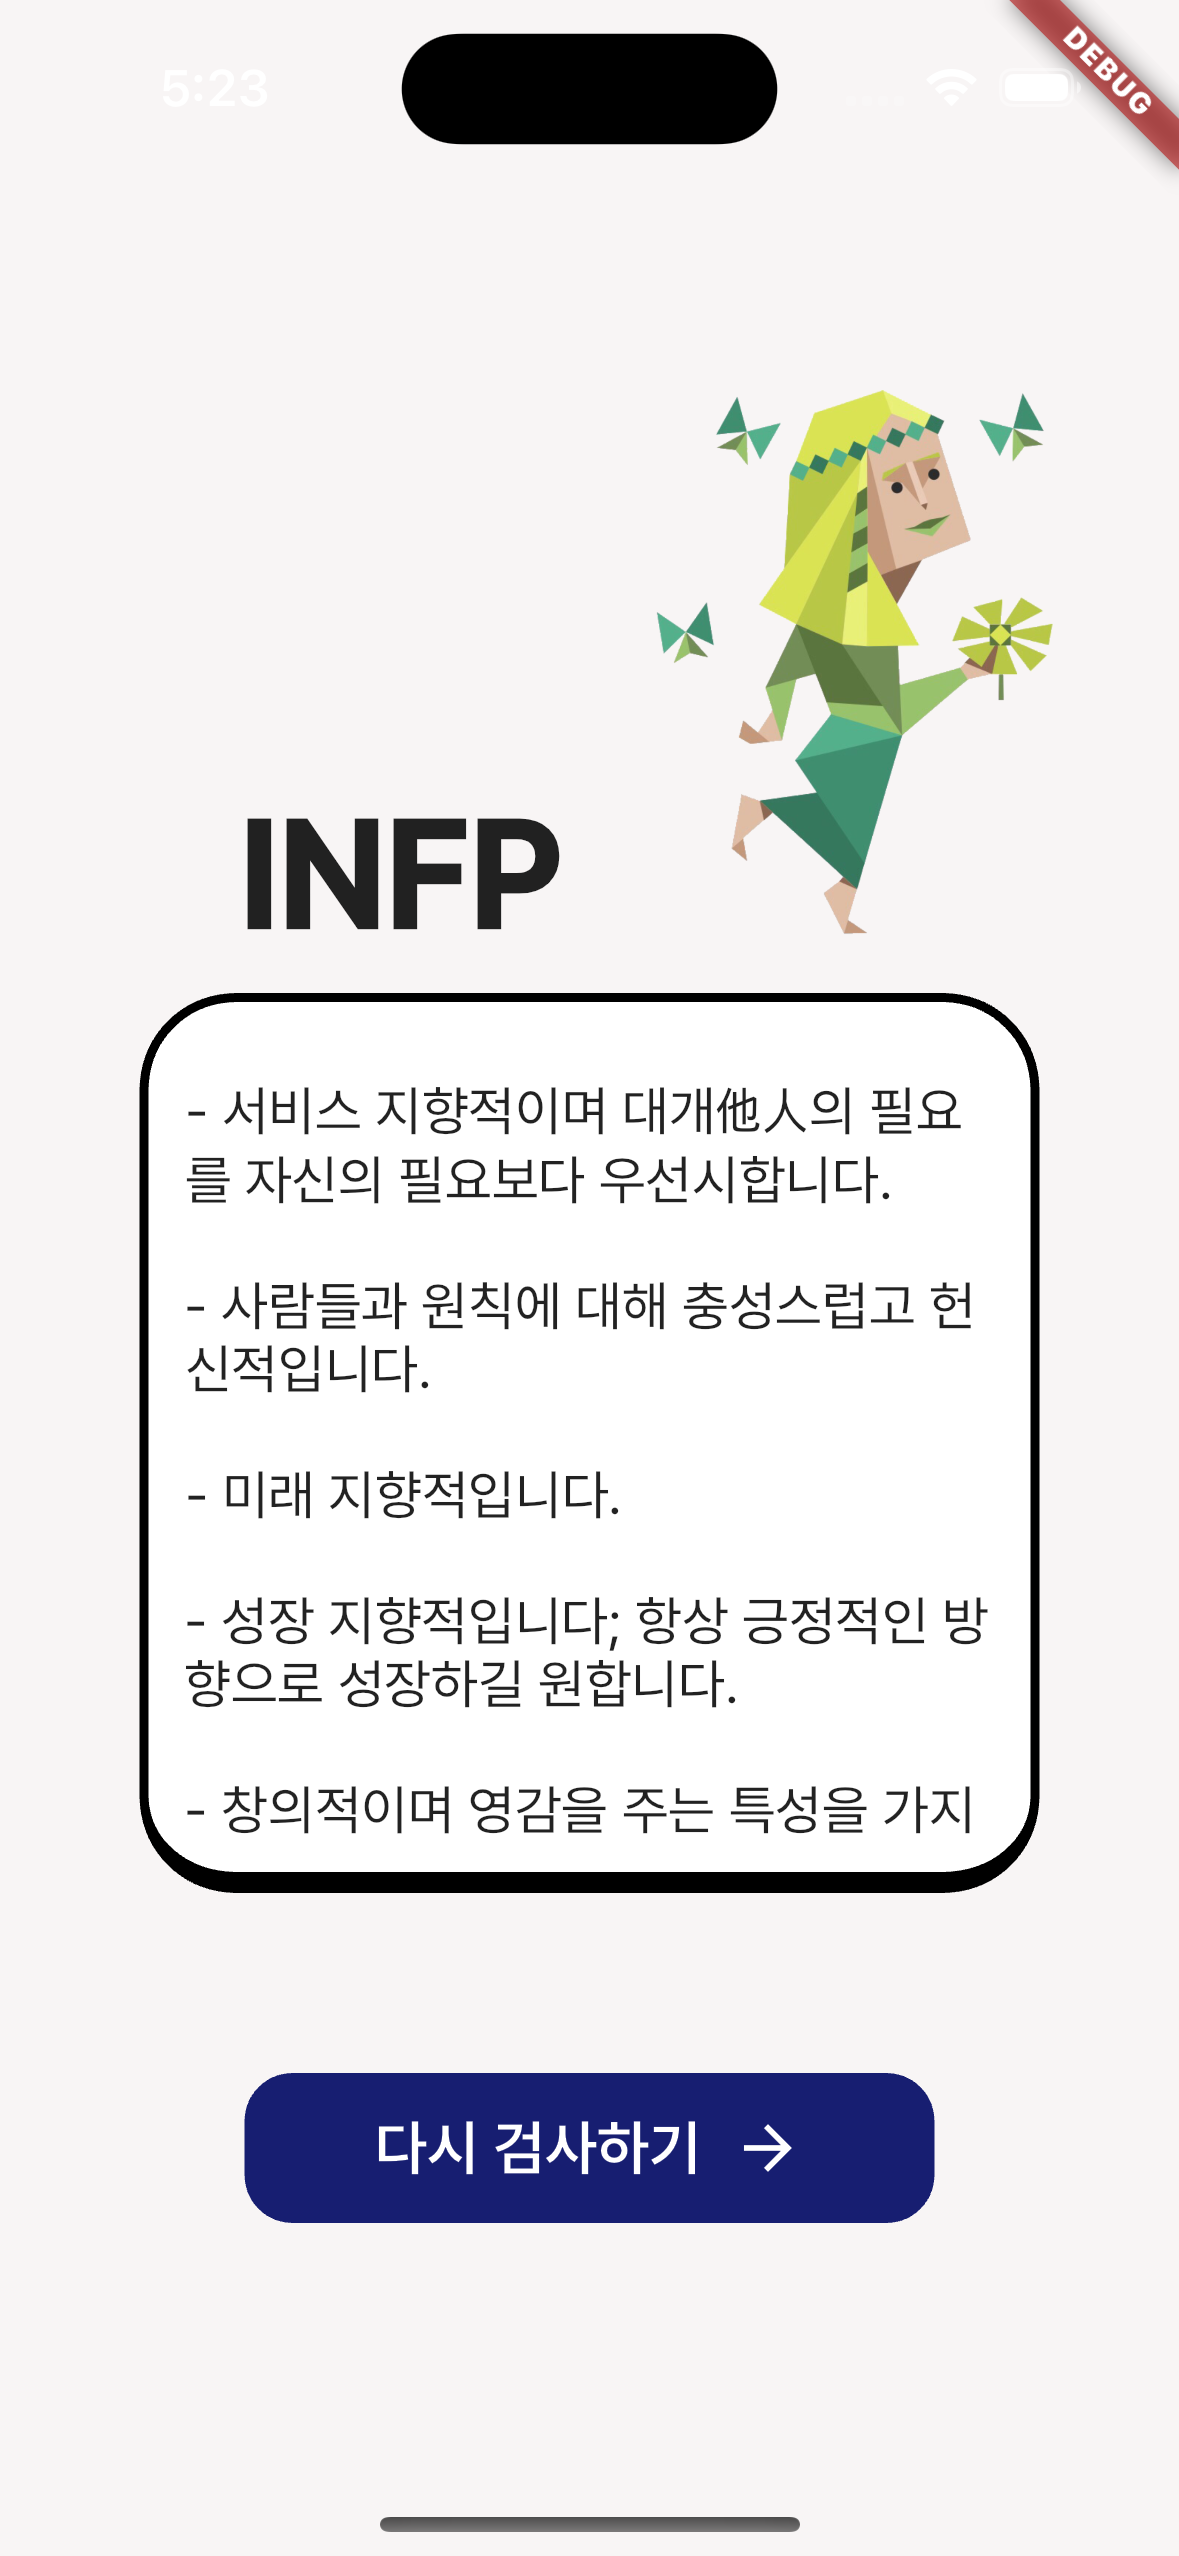 5:23
DEBUG
INFP
- 서비스 지향적이며 대개他人의 필요
를 자신의 필요보다 우선시합니다.
- 사람들과 원칙에 대해 충성스럽고 헌
신적입니다.
- 미래 지향적입니다.
- 성장 지향적입니다; 항상 긍정적인 방
향으로 성장하길 원합니다.
- 창의적이며 영감을 주는 특성을 가지
다시 검사하기 →